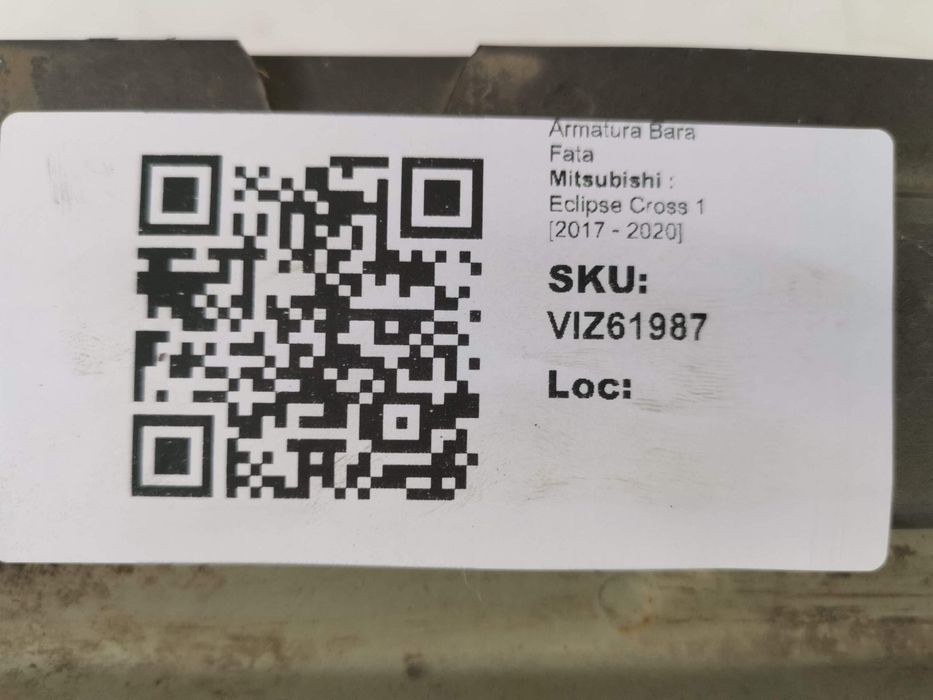 Armatura Bara
Fata
Mitsubishi :
Eclipse Cross 1
[2017 - 2020]
SKU:
VIZ61987
Loc: